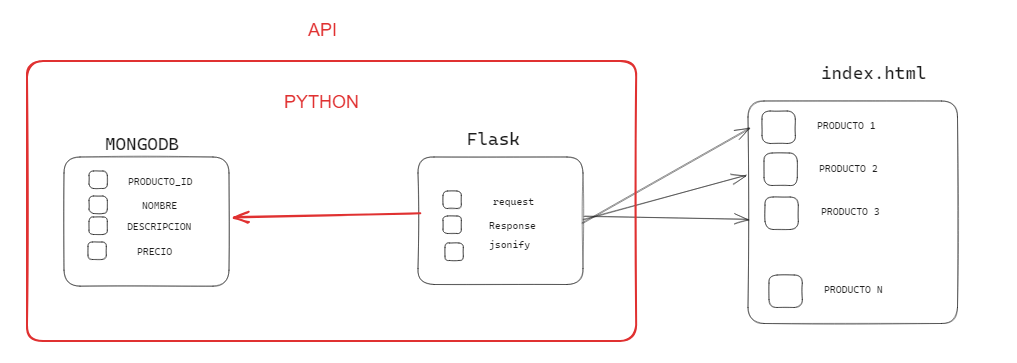 API
PYTHON
MONGODB
PRODUCTO_ID
NOMBRE
DESCRIPCION
PRECIO
Flask
request
Response
jsonify
index.html
PRODUCTO 1
PRODUCTO 2
PRODUCTO 3
PRODUCTO N